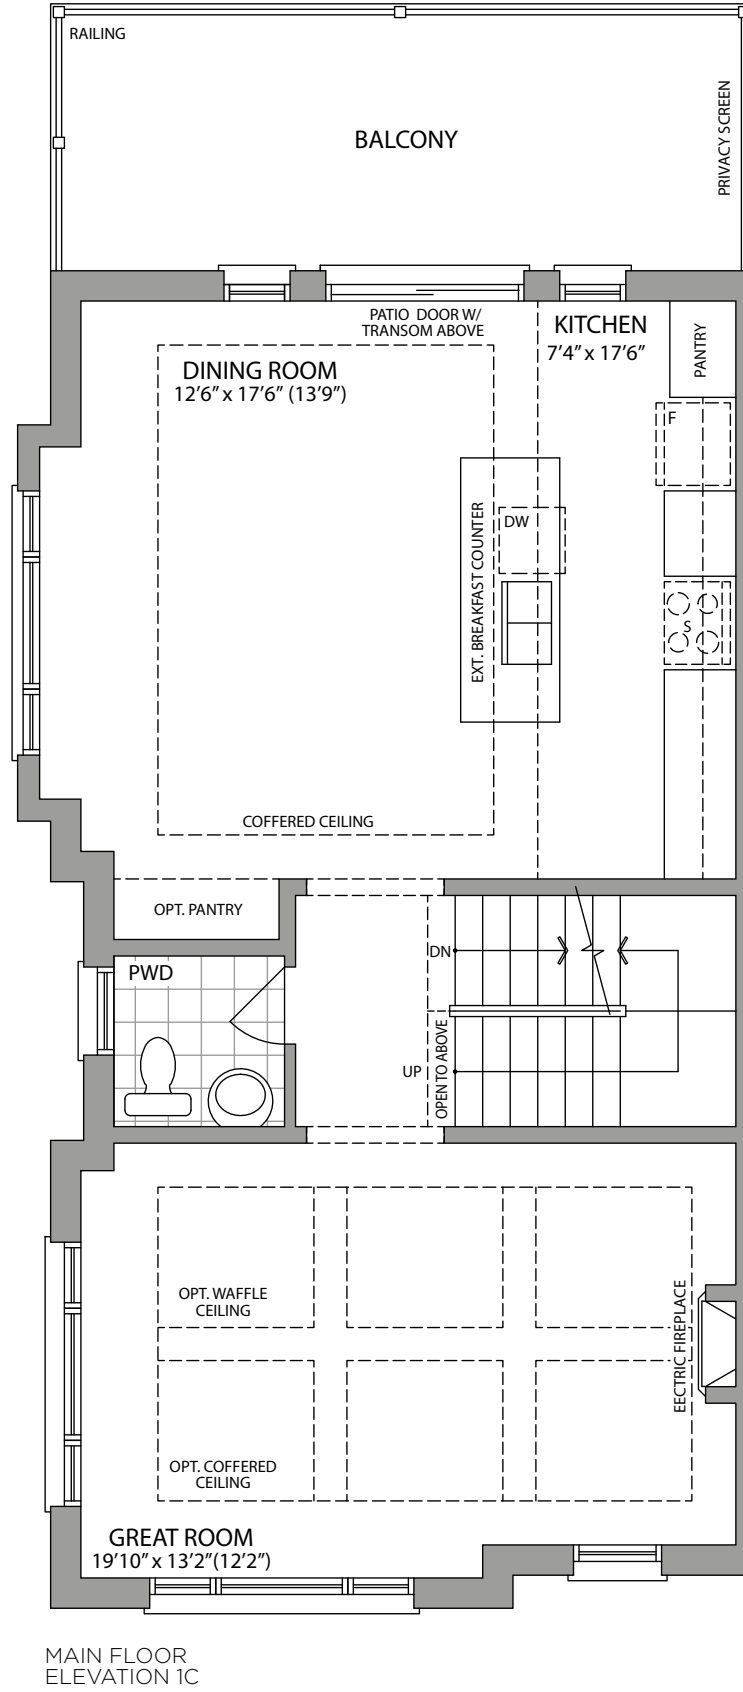 RAILING
BALCONY
PRIVACY SCREEN
PATIO DOOR W/
TRANSOM ABOVE
KITCHEN
7'4" x 17'6"
PANTRY
DINING ROOM
12'6" x 17'6" (13'9")
F
DW
EXT. BREAKFAST COUNTER
S
COFFERED CEILING
OPT. PANTRY
PWD
DN
UP
OPEN TO ABOVE
OPT. WAFFLE
CEILING
EECTRIC FIREPLACE
OPT. COFFERED
CEILING
GREAT ROOM
19'10" x 13'2"(12'2")
MAIN FLOOR
ELEVATION 1C